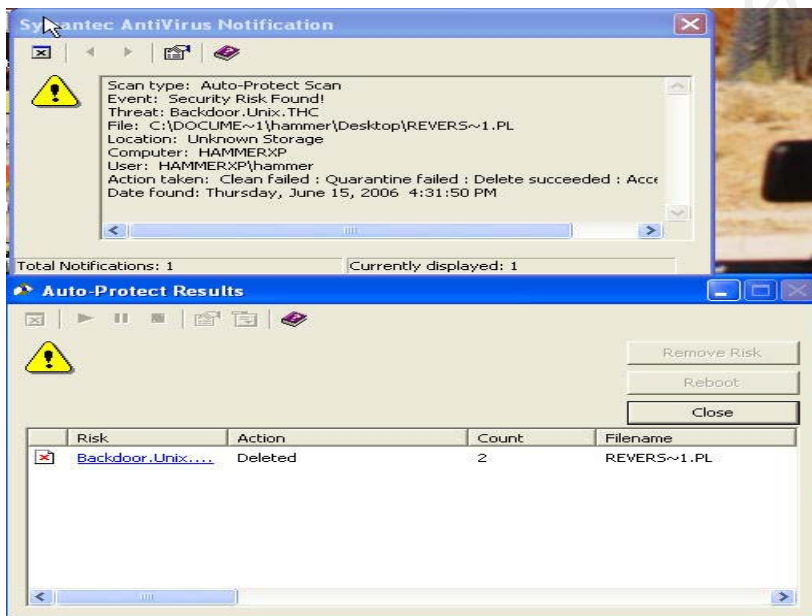 Symantec AntiVirus Notification
Scan type: Auto-Protect Scan
Event: Security Risk Found!
Threat: Backdoor.Unix.THC
File: C:\DOCUME~1\hammer\Desktop\REVERS~1.PL
Location: Unknown Storage
Computer: HAMMERXP
User: HAMMERXP\hammer
Action taken: Clean failed : Quarantine failed : Delete succeeded : Acce
Date found: Thursday, June 15, 2006 4:31:50 PM
Total Notifications: 1 Currently displayed: 1
Auto-Protect Results
Remove Risk
Reboot
Close
Risk Action Count Filename
Backdoor.Unix.... Deleted 2 REVERS~1.PL